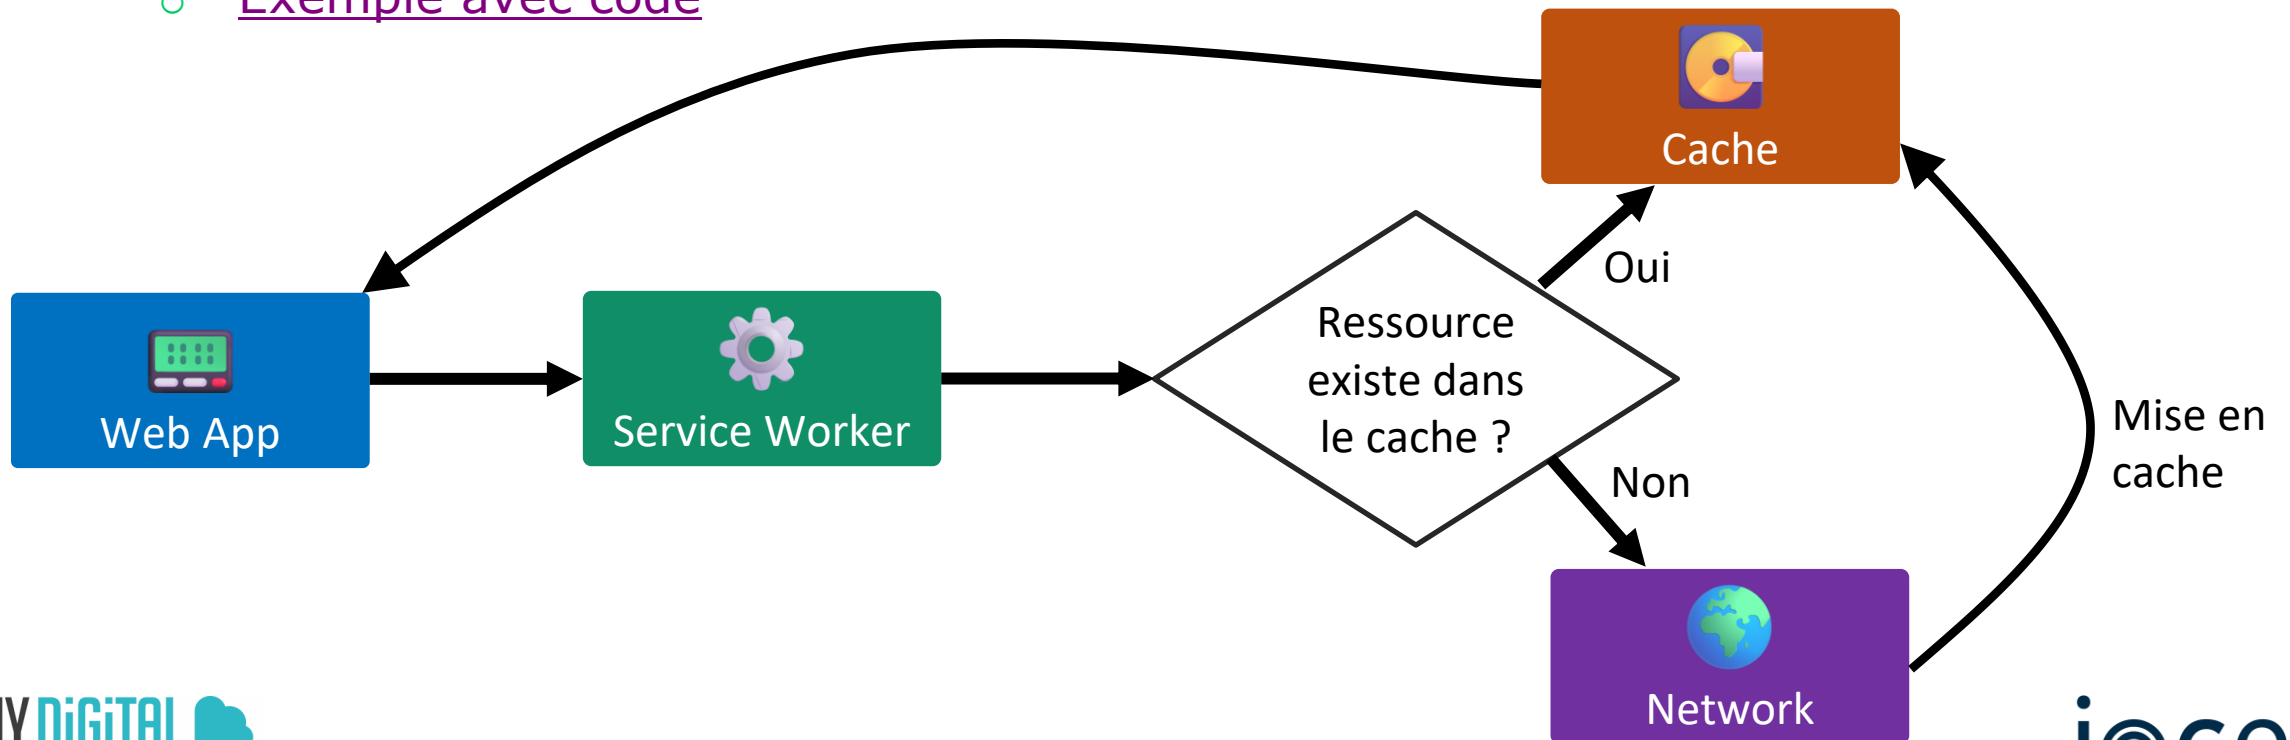 Exemple avec code
Cache
Oui
Ressource
existe dans
le cache ?
Web App
Service Worker
Non
Mise en
cache
Network
DiGiTAl